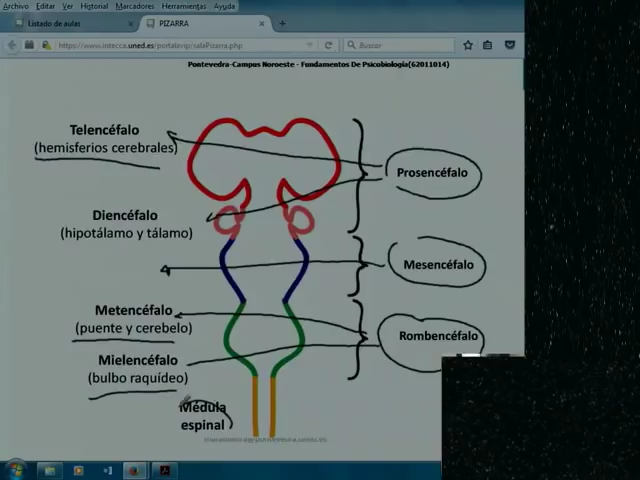 Archivo Editar Ver Historial Marcadores Herramientas Ayuda
Listado de aulas
PIZARRA
https://www.intecca.uned.es/portalavip/salaPizarra.php
Buscar
Pontevedra-Campus Noroeste - Fundamentos De Psicobiología(62011014)
Telencéfalo
(hemisferios cerebrales)
Prosencéfalo
Diencéfalo
(hipotálamo y tálamo)
Mesencéfalo
Metencéfalo
(puente y cerebelo)
Rombencéfalo
Mielencéfalo
(bulbo raquídeo)
Médula
espinal